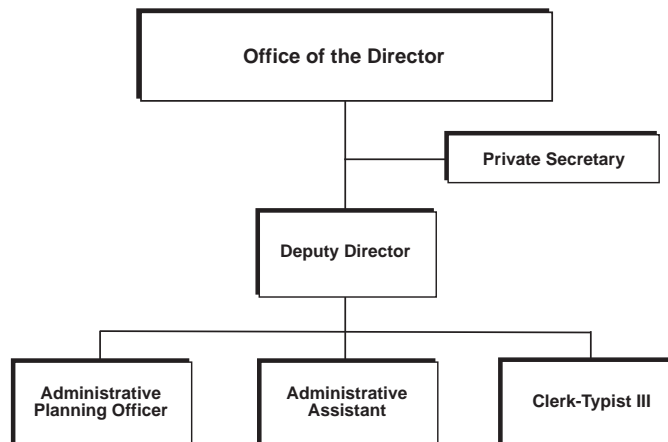 Office of the Director
Private Secretary
Deputy Director
Administrative
Planning Officer
Administrative
Assistant
Clerk-Typist III